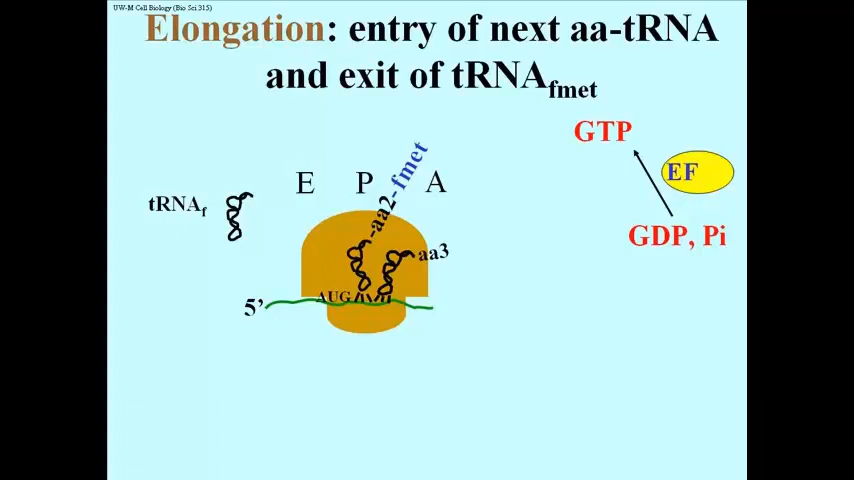 UW-M Cell Biology (Bio Sci 315)
Elongation: entry of next aa-tRNA
and exit of tRNAfmet
GTP
EF
GDP, Pi
E P A
tRNAf
-aa2-fmet
aa3
AUG
5’